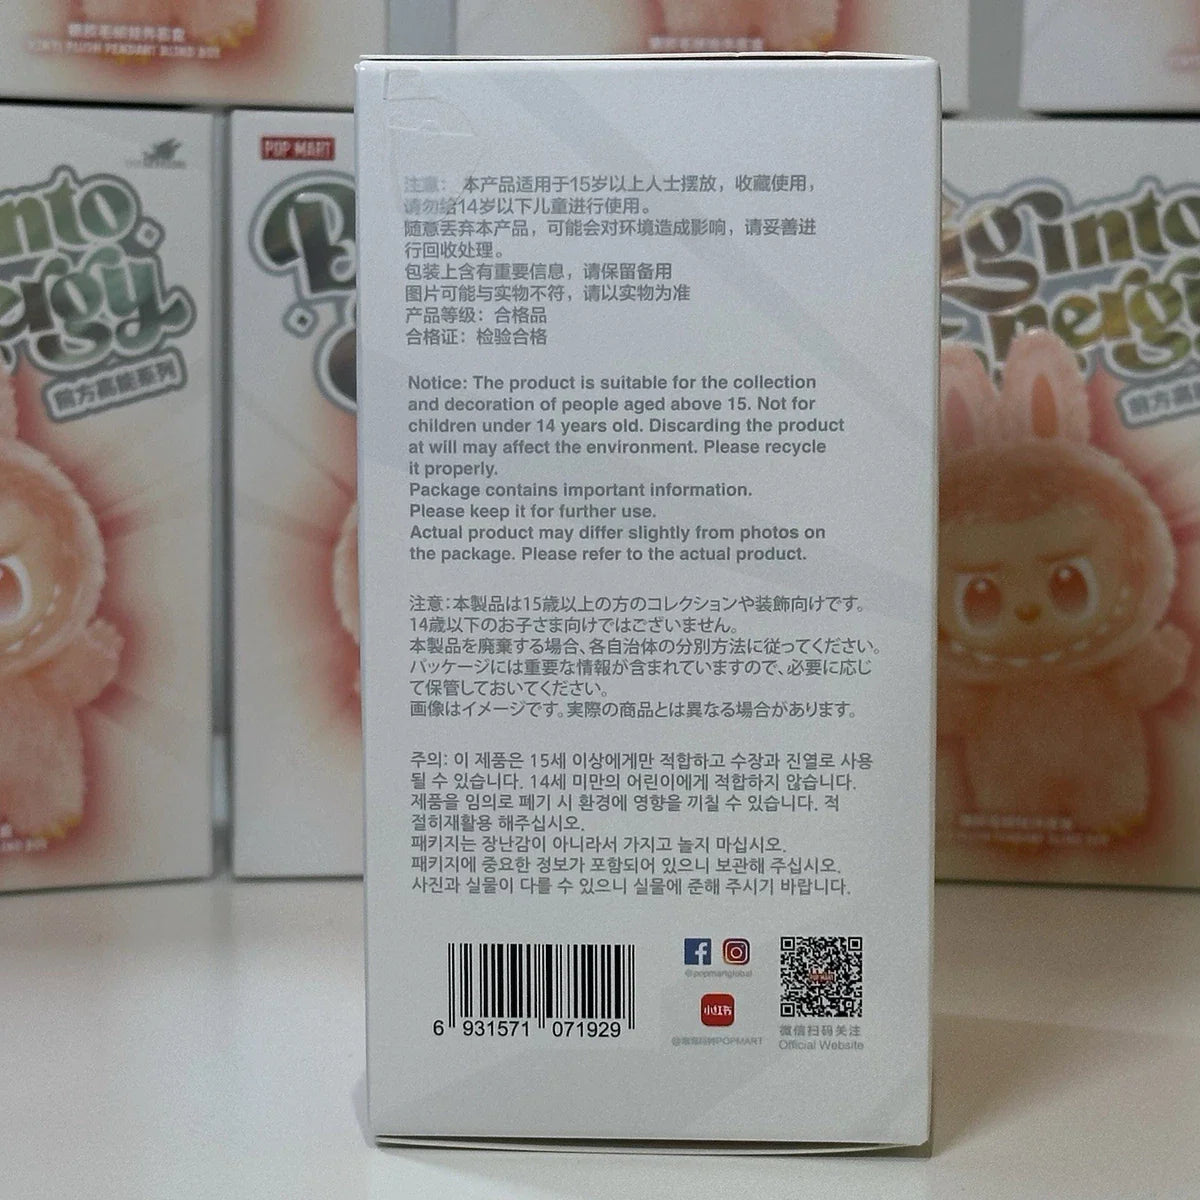 VINYL PLUSH PENDANT BLIND BOX
POP MART
前方高能系列
注意： 本产品适用于15岁以上人士摆放，收藏使用，
请勿给14岁以下儿童进行使用。
随意丢弃本产品，可能会对环境造成影响，请妥善进
行回收处理。
包装上含有重要信息，请保留备用
图片可能与实物不符，请以实物为准
产品等级：合格品
合格证：检验合格
Notice: The product is suitable for the collection
and decoration of people aged above 15. Not for
children under 14 years old. Discarding the product
at will may affect the environment. Please recycle
it properly.
Package contains important information.
Please keep it for further use.
Actual product may differ slightly from photos on
the package. Please refer to the actual product.
注意：本製品は15歳以上の方のコレクションや装飾向けです。
14歳以下のお子さま向けではございません。
本製品を廃棄する場合、各自治体の分別方法に従ってください。
パッケージには重要な情報が含まれていますので、必要に応じ
て保管しておいてください。
画像はイメージです。実際の商品とは異なる場合があります。
주의: 이 제품은 15세 이상에게만 적합하고 수장과 진열로 사용
될 수 있습니다. 14세 미만의 어린이에게 적합하지 않습니다.
제품을 임의로 폐기 시 환경에 영향을 끼칠 수 있습니다. 적
절히재활용 해주십시오.
패키지는 장난감이 아니라서 가지고 놀지 마십시오.
패키지에 중요한 정보가 포함되어 있으니 보관해 주십시오.
사진과 실물이 다를 수 있으니 실물에 준해 주시기 바랍니다.
6 931571 071929
@popmartglobal
小红书
POPMART
POP MART
微信扫码关注
Official Website